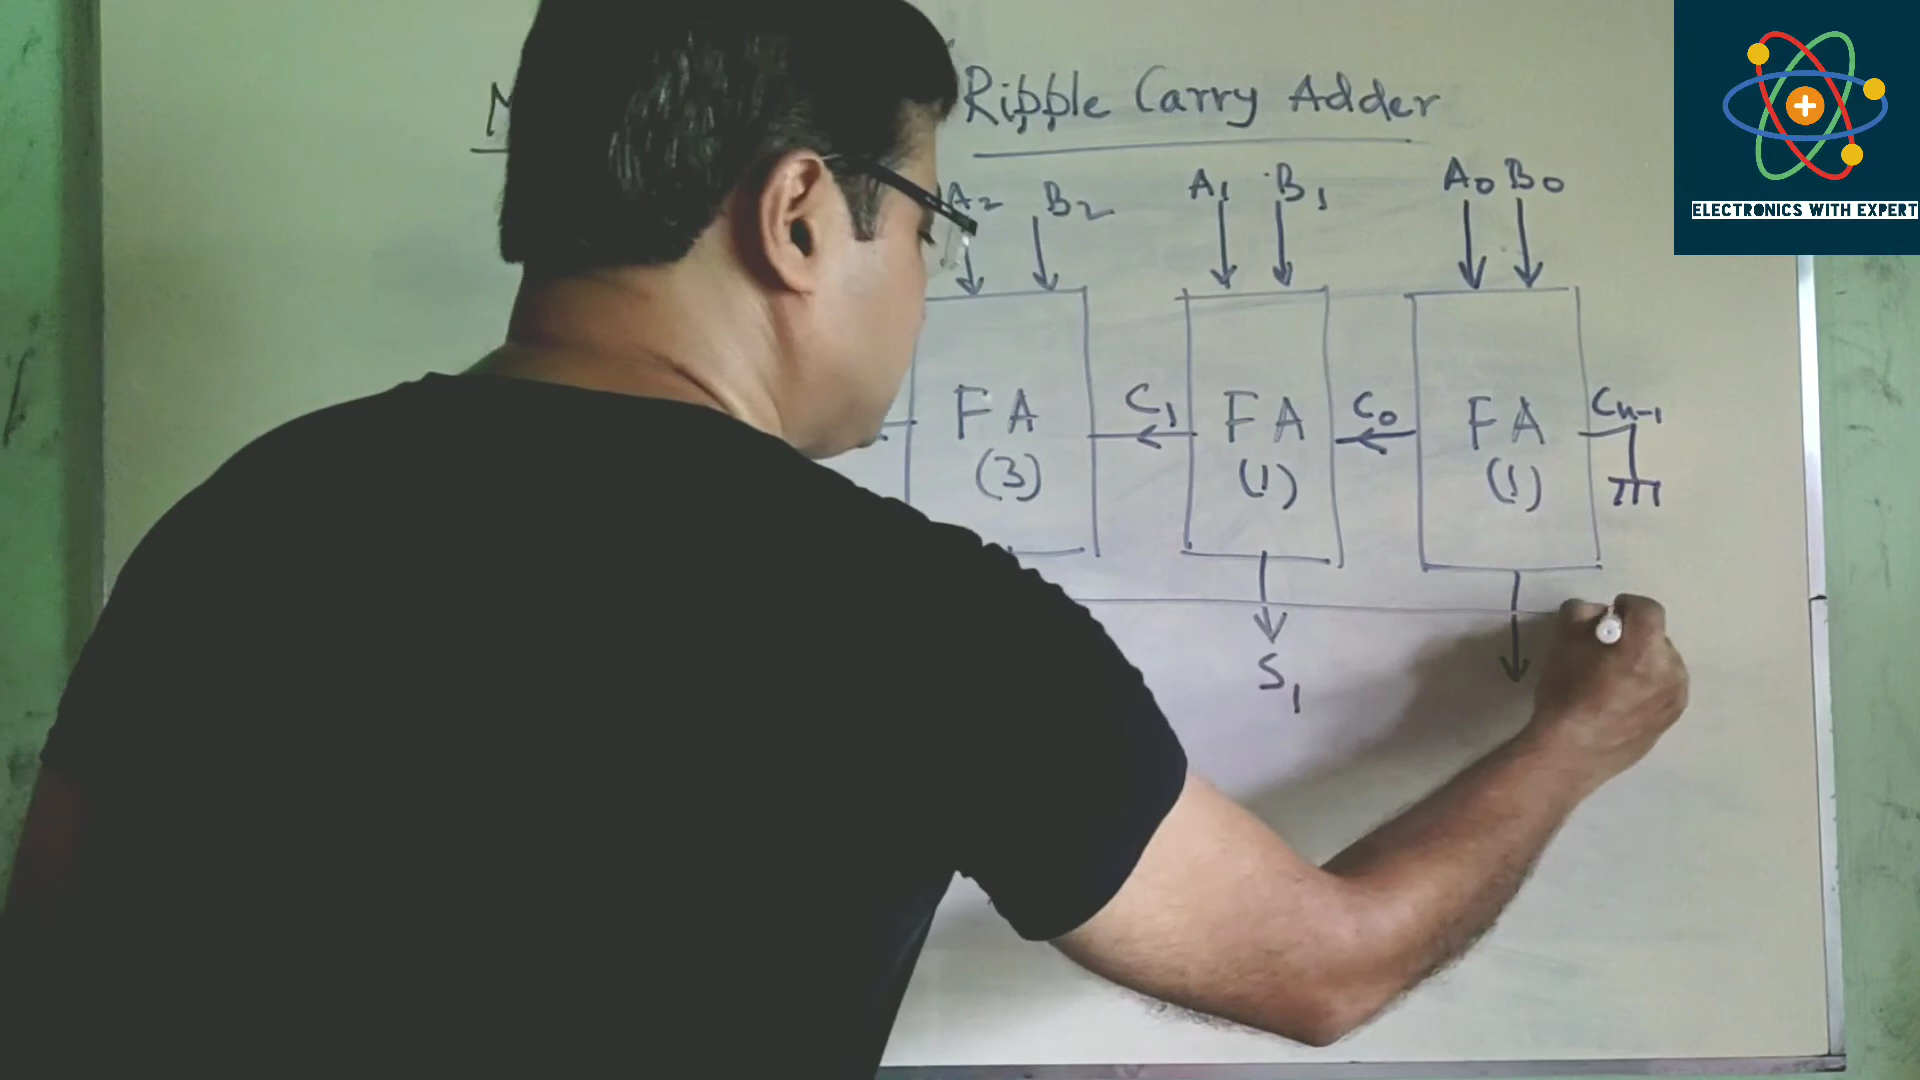 Ripple Carry Adder
A2 B2 A1 B1 A0 B0
FA C1 FA C0 FA Cn-1
(3) (1) (1)
S1
ELECTRONICS WITH EXPERT